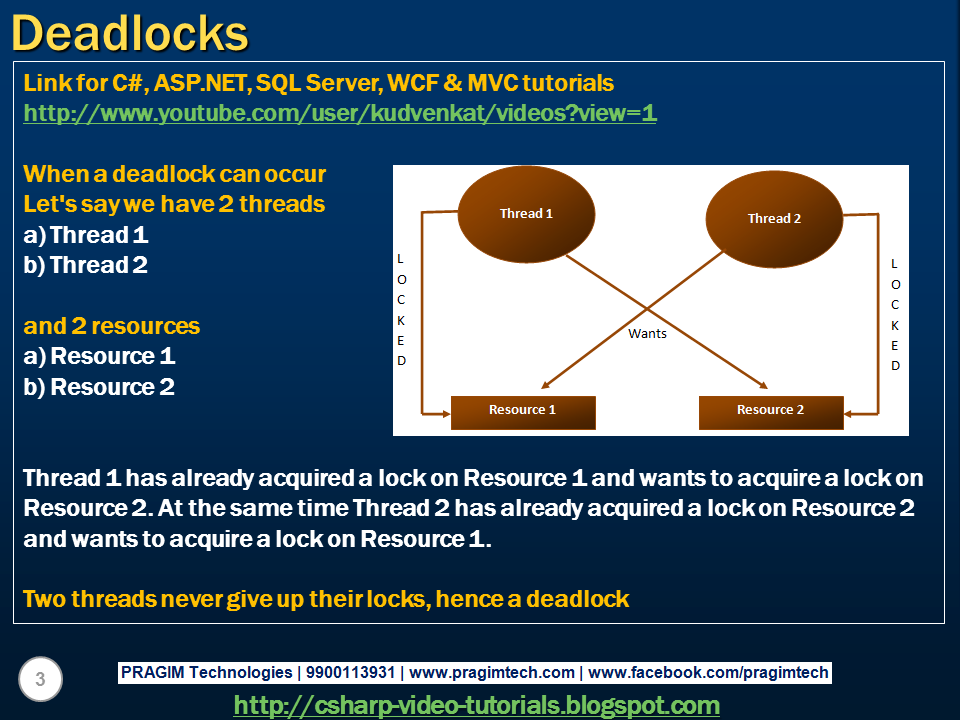 Deadlocks
Link for C#, ASP.NET, SQL Server, WCF & MVC tutorials
http://www.youtube.com/user/kudvenkat/videos?view=1
When a deadlock can occur
Let's say we have 2 threads
a) Thread 1
b) Thread 2
and 2 resources
a) Resource 1
b) Resource 2
Thread 1
Thread 2
LOCKED
Wants
LOCKED
Resource 1
Resource 2
Thread 1 has already acquired a lock on Resource 1 and wants to acquire a lock on
Resource 2. At the same time Thread 2 has already acquired a lock on Resource 2
and wants to acquire a lock on Resource 1.
Two threads never give up their locks, hence a deadlock
3
PRAGIM Technologies | 9900113931 | www.pragimtech.com | www.facebook.com/pragimtech
http://csharp-video-tutorials.blogspot.com